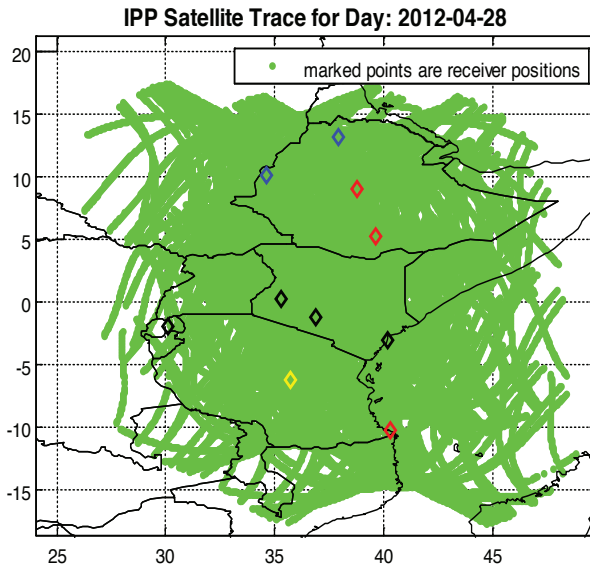 IPP Satellite Trace for Day: 2012-04-28
marked points are receiver positions
20
15
10
5
0
-5
-10
-15
25 30 35 40 45